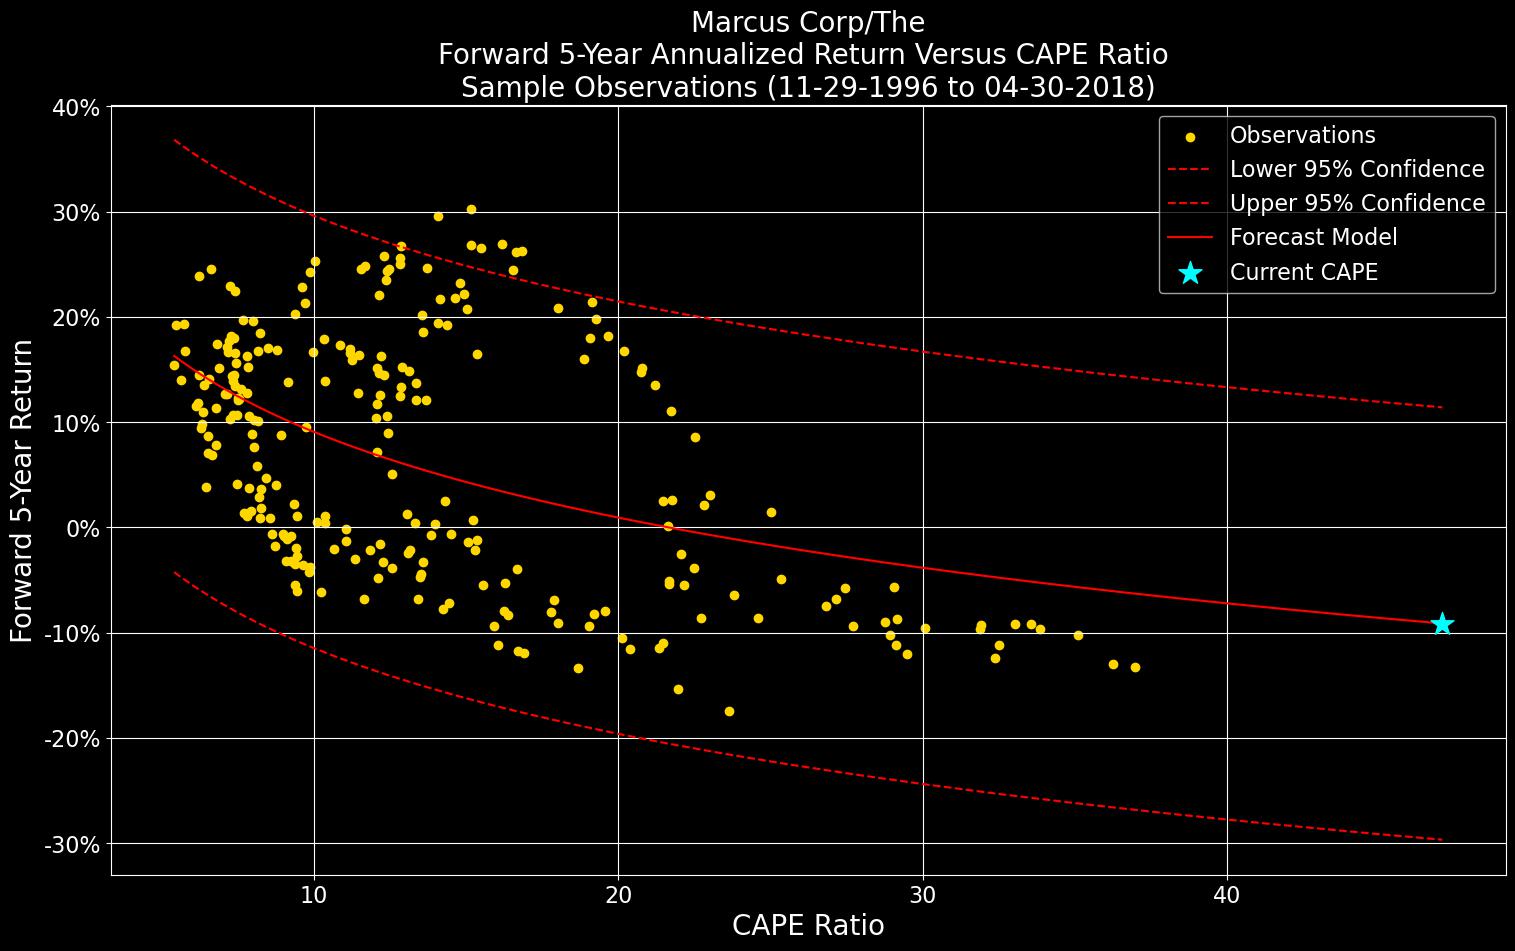 Marcus Corp/The
Forward 5-Year Annualized Return Versus CAPE Ratio
Sample Observations (11-29-1996 to 04-30-2018)
40%
30%
20%
10%
0%
-10%
-20%
-30%
Forward 5-Year Return
Observations
Lower 95% Confidence
Upper 95% Confidence
Forecast Model
Current CAPE
10 20 30 40
CAPE Ratio